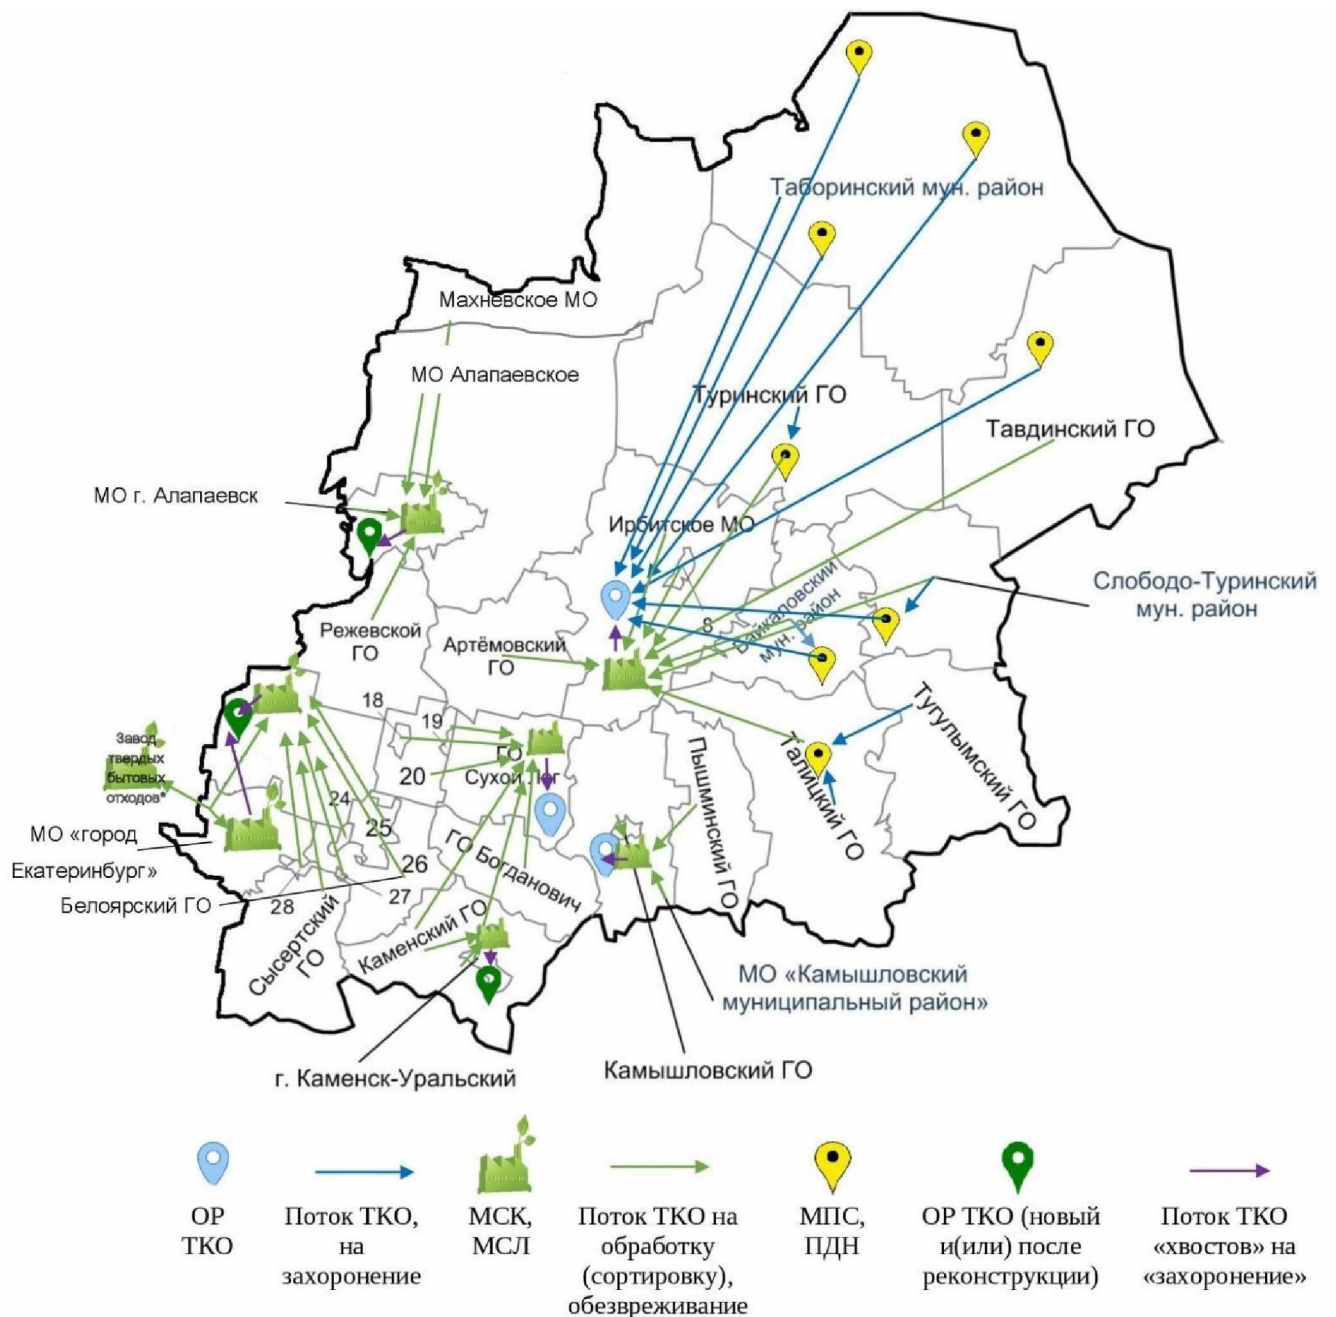 Таборинский мун. район
Махневское МО
МО Алапаевское
Туринский ГО
Тавдинский ГО
МО г. Алапаевск
Ирбитское МО
Слободо-Туринский
мун. район
Байкаловский
мун. район
8
Режевской
ГО
Артёмовский
ГО
18
19
20
ГО
Сухой Лог
Завод
твердых
бытовых
отходов*
Пышминский ГО
Талицкий ГО
Тугулымский ГО
24
25
26
27
28
МО «город
Екатеринбург»
Белоярский ГО
ГО Богданович
Каменский ГО
Сысертский
ГО
МО «Камышловский
муниципальный район»
г. Каменск-Уральский
Камышловский ГО
ОР
ТКО
Поток ТКО,
на
захоронение
МСК,
МСЛ
Поток ТКО на
обработку
(сортировку),
обезвреживание
МПС,
ПДН
ОР ТКО (новый
и(или) после
реконструкции)
Поток ТКО
«хвостов» на
«захоронение»